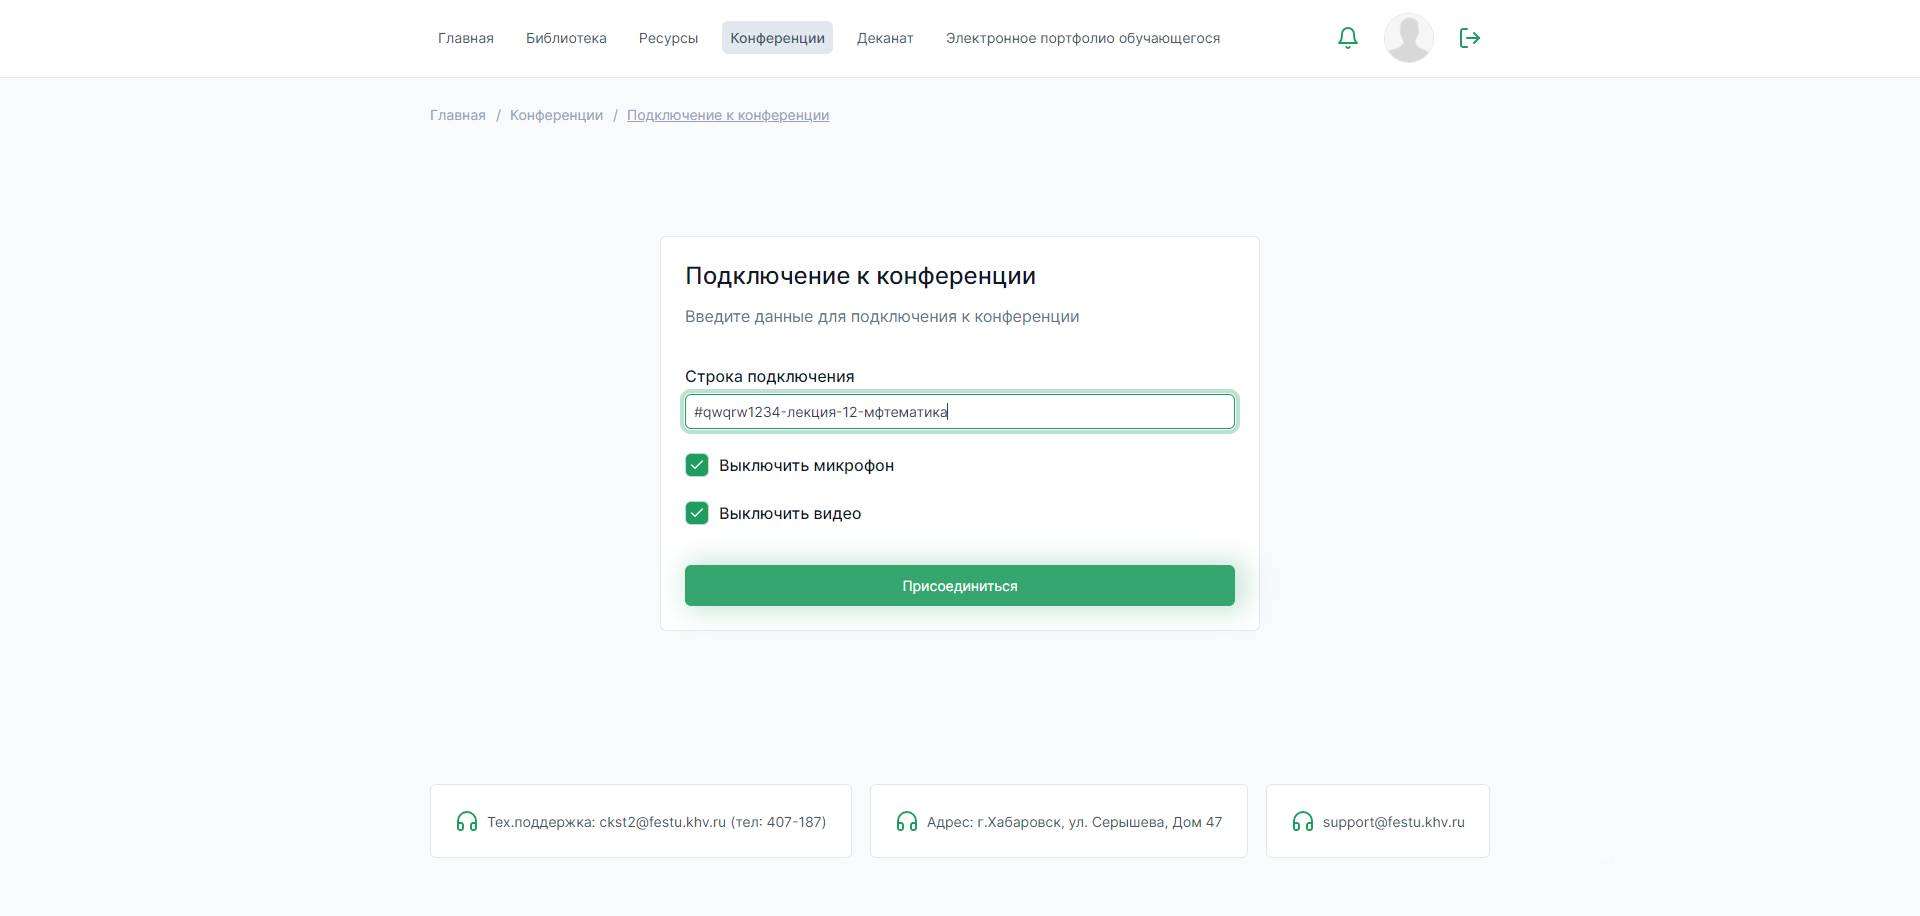 Главная Библиотека Ресурсы Конференции Деканат Электронное портфолио обучающегося
Главная / Конференции / Подключение к конференции
Подключение к конференции
Введите данные для подключения к конференции
Строка подключения
#qwqrw1234-лекция-12-мфтематика
Выключить микрофон
Выключить видео
Присоединиться
Тех.поддержка: ckst2@festu.khv.ru (тел: 407-187)
Адрес: г.Хабаровск, ул. Серышева, Дом 47
support@festu.khv.ru